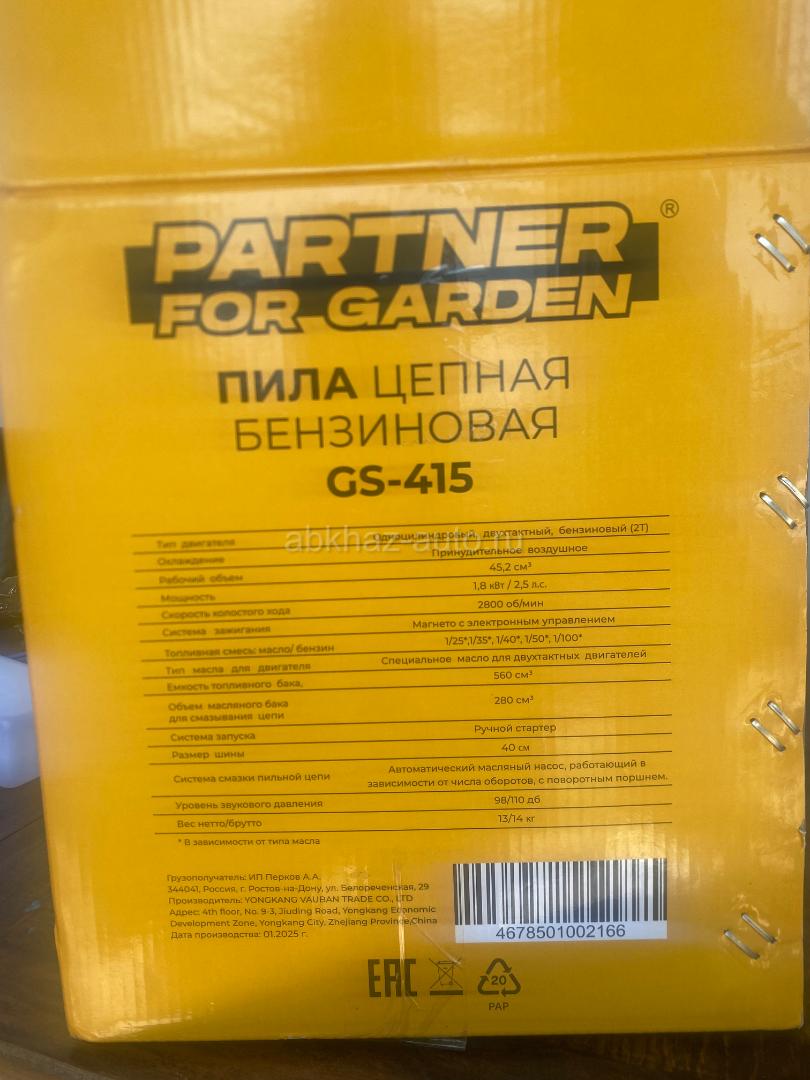 PARTNER ®
FOR GARDEN
ПИЛА ЦЕПНАЯ
БЕНЗИНОВАЯ
GS-415
abkhaz-auto.ru
Тип двигателя Одноцилиндровый, двухтактный, бензиновый (2Т)
Охлаждение Принудительное воздушное
Рабочий объем 45,2 см³
Мощность 1,8 кВт / 2,5 л.с.
Скорость холостого хода 2800 об/мин
Система зажигания Магнето с электронным управлением
Топливная смесь: масло/ бензин 1/25*,1/35*, 1/40*, 1/50*, 1/100*
Тип масла для двигателя Специальное масло для двухтактных двигателей
Емкость топливного бака, 560 см³
Объем масляного бака
для смазывания цепи 280 см³
Система запуска Ручной стартер
Размер шины 40 см
Система смазки пильной цепи Автоматический масляный насос, работающий в
зависимости от числа оборотов, с поворотным поршнем.
Уровень звукового давления 98/110 дб
Вес нетто/брутто 13/14 кг
* В зависимости от типа масла
Грузополучатель: ИП Перков А.А.
344041, Россия, г. Ростов-на-Дону, ул. Белореченская, 29
Производитель: YONGKANG VAUBAN TRADE CO., LTD
Адрес: 4th floor, No. 9-3, Jiuding Road, Yongkang Economic
Development Zone, Yongkang City, Zhejiang Province,China
Дата производства: 01.2025 г.
4678501002166
EAC
20
PAP